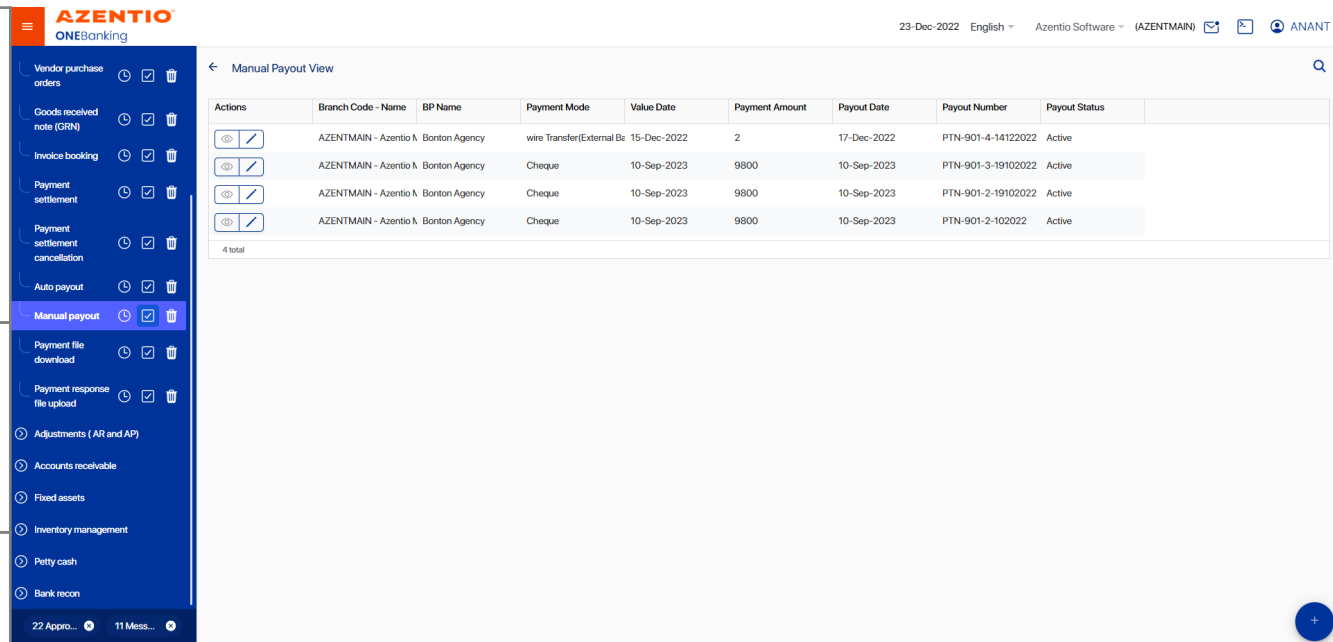 AZENTIO
ONEBanking
23-Dec-2022 English Azentio Software (AZENTMAIN) ANANT
Vendor purchase
orders
Goods received
note (GRN)
Invoice booking
Payment
settlement
Payment
settlement
cancellation
Auto payout
Manual payout
Payment file
download
Payment response
file upload
Adjustments ( AR and AP)
Accounts receivable
Fixed assets
Inventory management
Petty cash
Bank recon
22 Appro... 11 Mess...
Manual Payout View
Actions Branch Code - Name BP Name Payment Mode Value Date Payment Amount Payout Date Payout Number Payout Status
AZENTMAIN - Azentio Bonton Agency wire Transfer(External Ba 15-Dec-2022 2 17-Dec-2022 PTN-901-4-14122022 Active
AZENTMAIN - Azentio Bonton Agency Cheque 10-Sep-2023 9800 10-Sep-2023 PTN-901-3-19102022 Active
AZENTMAIN - Azentio Bonton Agency Cheque 10-Sep-2023 9800 10-Sep-2023 PTN-901-2-19102022 Active
AZENTMAIN - Azentio Bonton Agency Cheque 10-Sep-2023 9800 10-Sep-2023 PTN-901-2-102022 Active
4 total